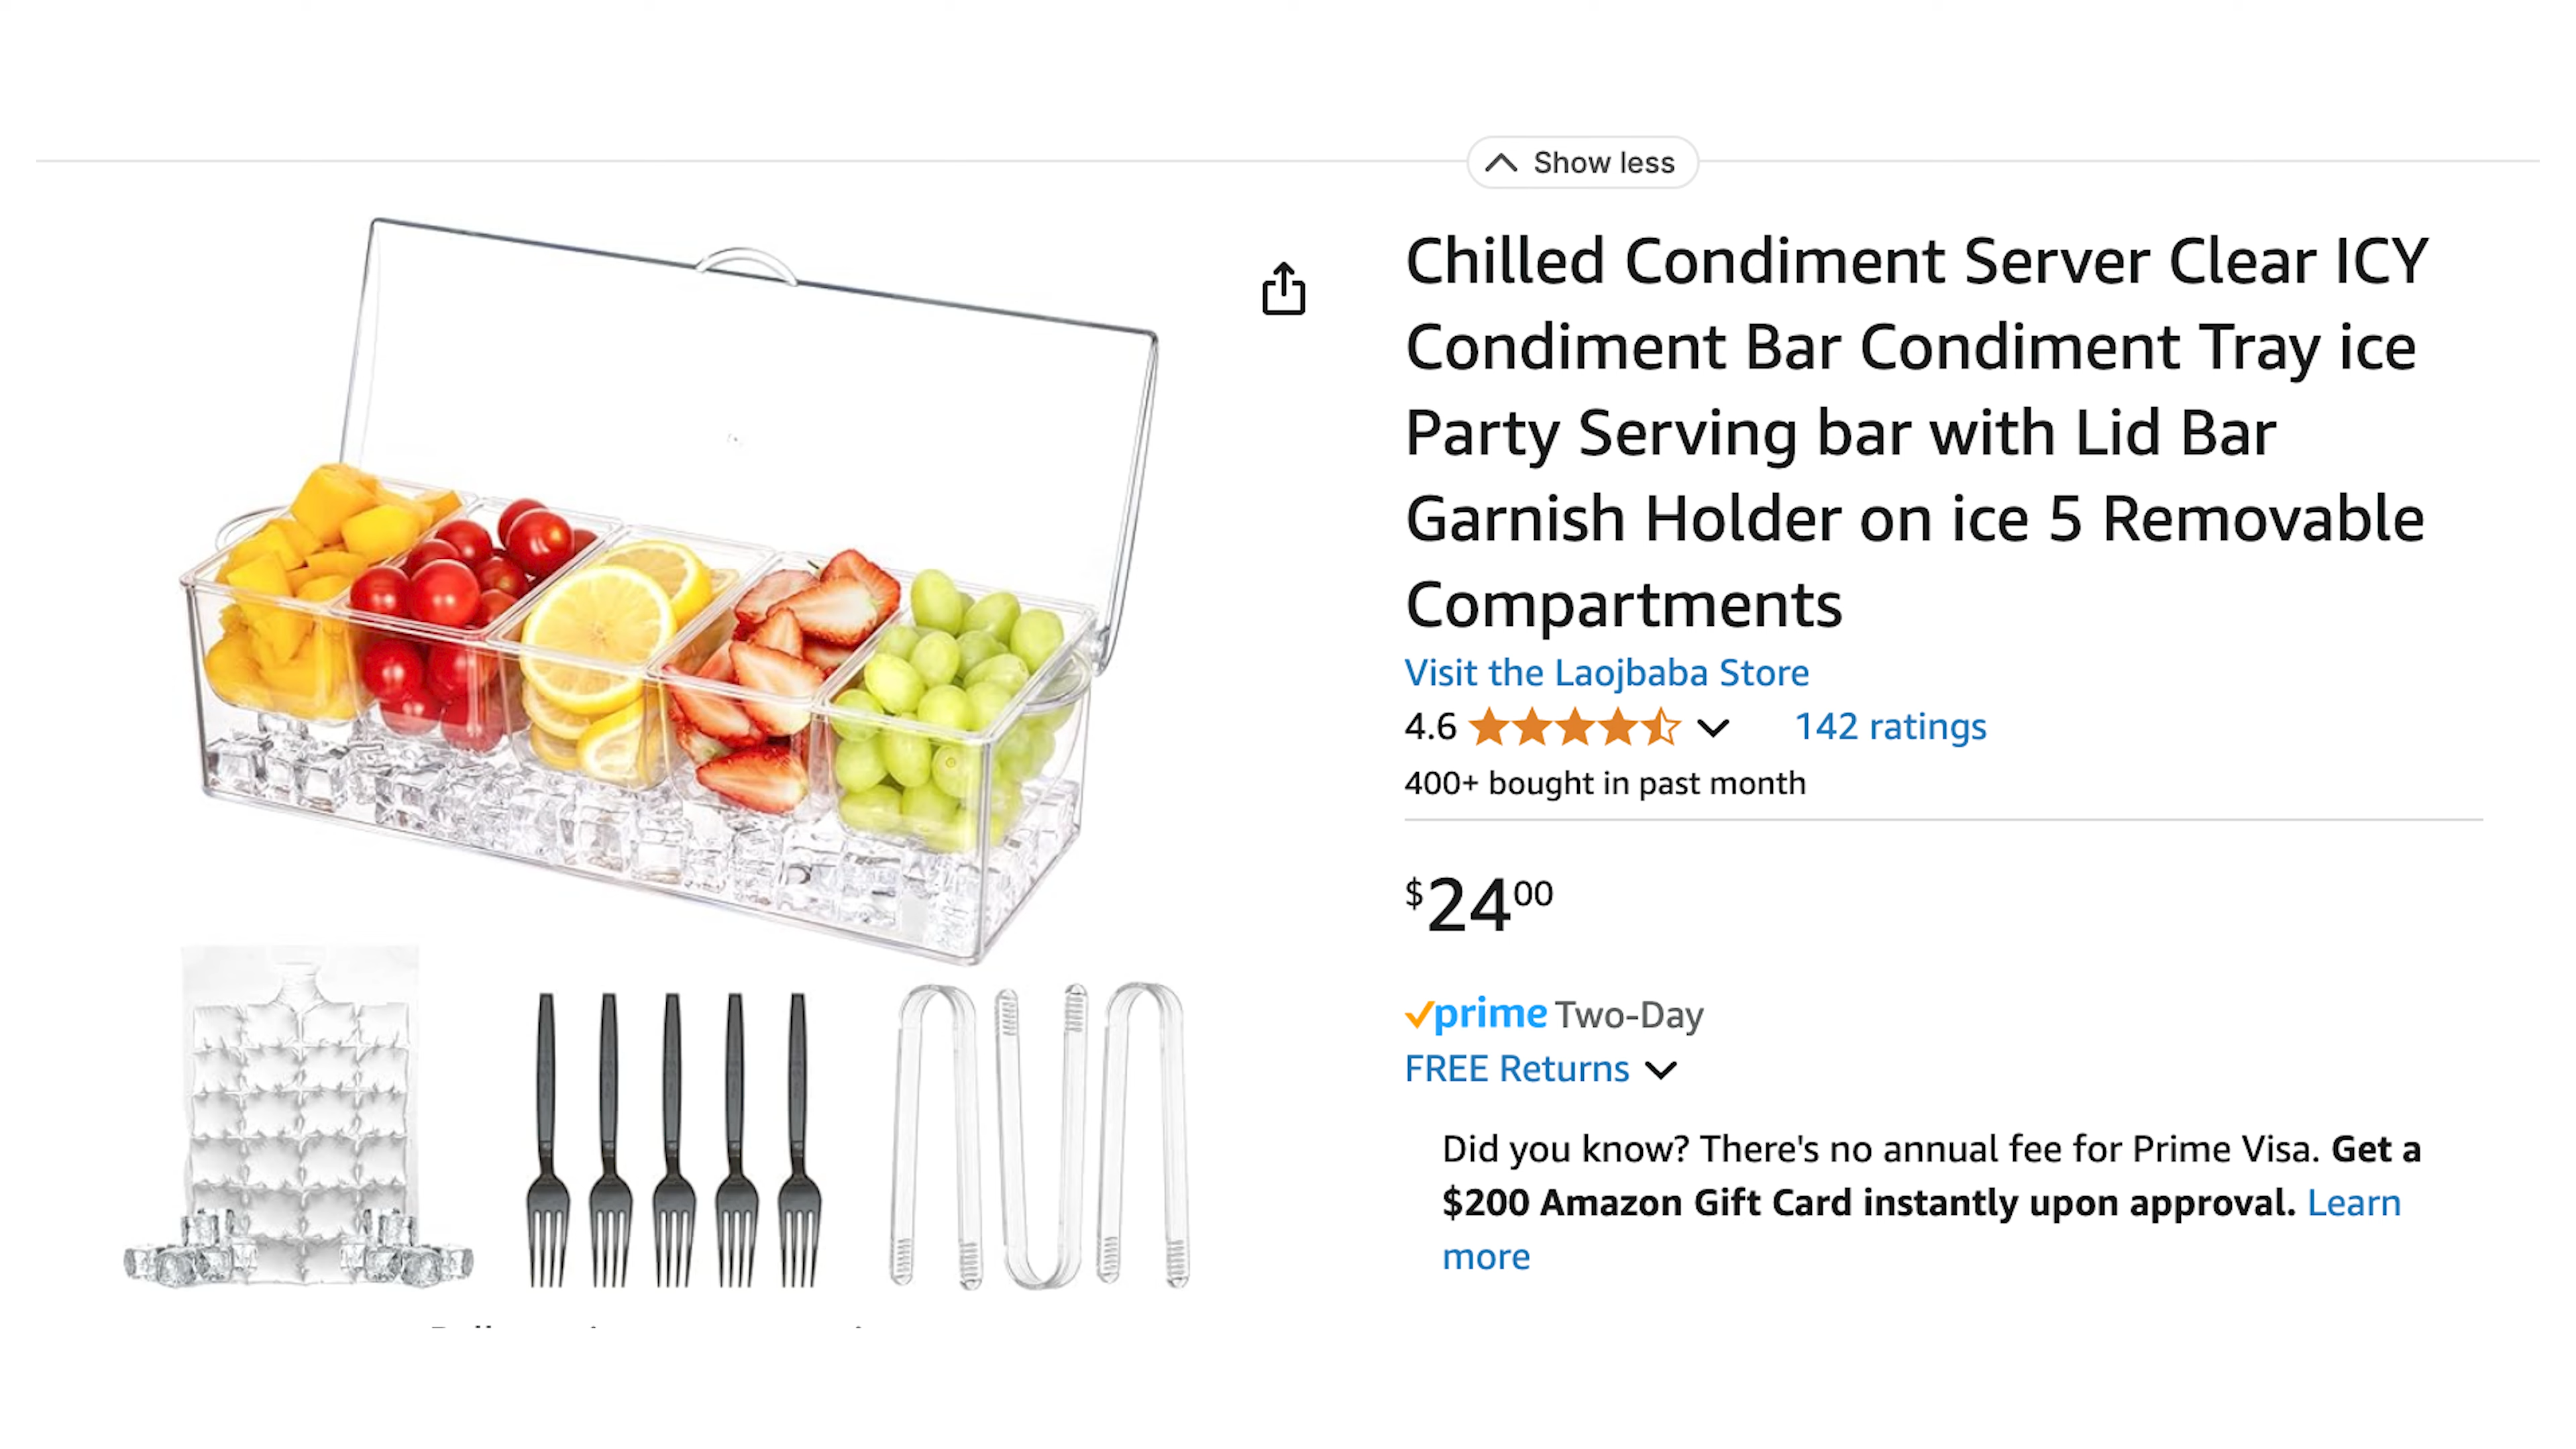 Show less
Chilled Condiment Server Clear ICY
Condiment Bar Condiment Tray ice
Party Serving bar with Lid Bar
Garnish Holder on ice 5 Removable
Compartments
Visit the Laojbaba Store
4.6 142 ratings
400+ bought in past month
$24 00
prime Two-Day
FREE Returns
Did you know? There's no annual fee for Prime Visa. Get a
$200 Amazon Gift Card instantly upon approval. Learn
more